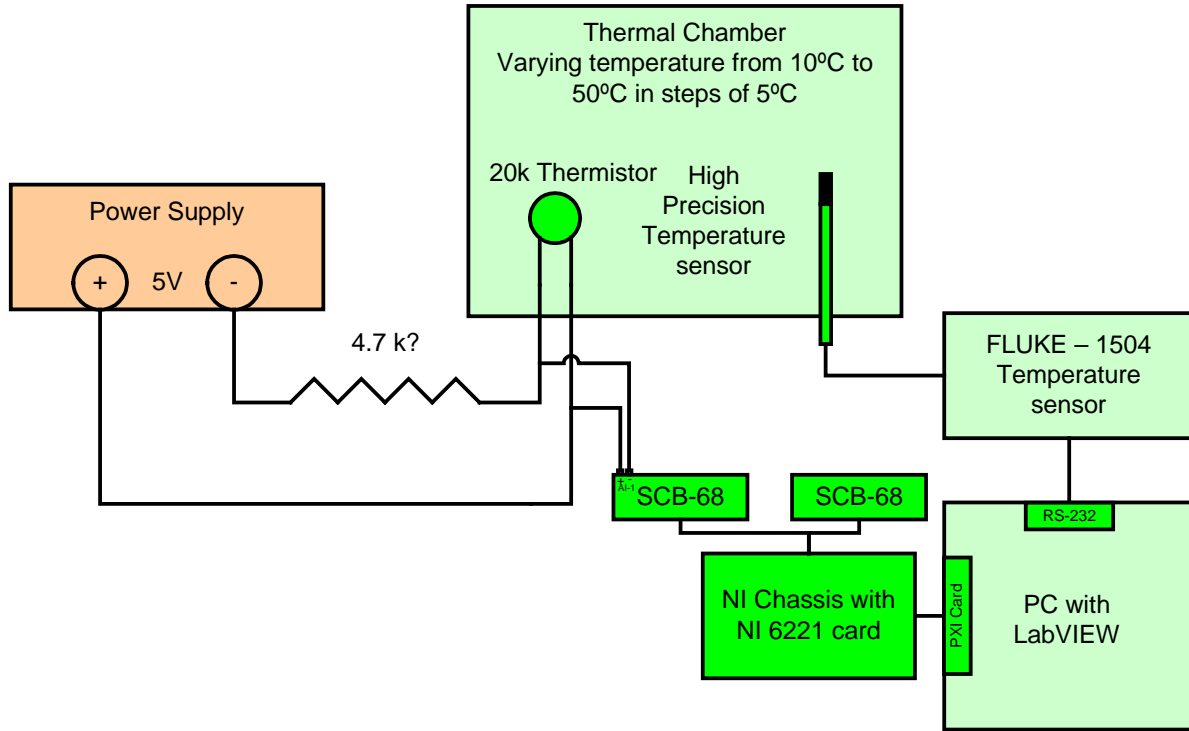 Thermal Chamber
Varying temperature from 10ºC to
50ºC in steps of 5ºC
20k Thermistor
High
Precision
Temperature
sensor
Power Supply
+ 5V -
4.7 k?
FLUKE – 1504
Temperature
sensor
+ -
AI-1
SCB-68
SCB-68
RS-232
NI Chassis with
NI 6221 card
PXI Card
PC with
LabVIEW